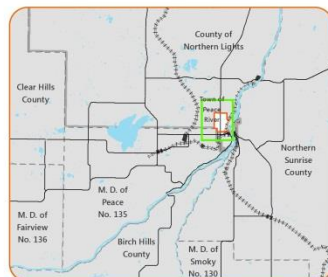 County of
Northern Lights
Clear Hills
County
Town of
Peace
River
Northern
Sunrise
County
M. D. of
Peace
No. 135
M. D. of
Fairview
No. 136
Birch Hills
County
M. D. of
Smoky
No. 130